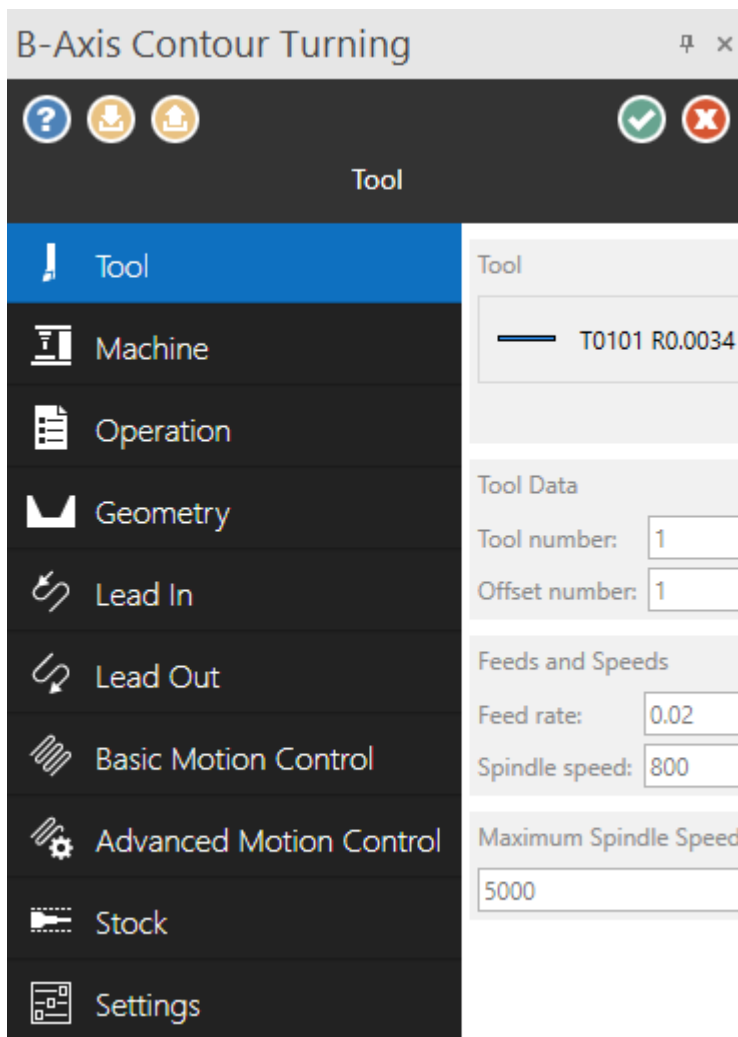 B-Axis Contour Turning
Tool
Tool
Machine
Operation
Geometry
Lead In
Lead Out
Basic Motion Control
Advanced Motion Control
Stock
Settings
Tool
T0101 R0.0034
Tool Data
Tool number: 1
Offset number: 1
Feeds and Speeds
Feed rate: 0.02
Spindle speed: 800
Maximum Spindle Speed
5000